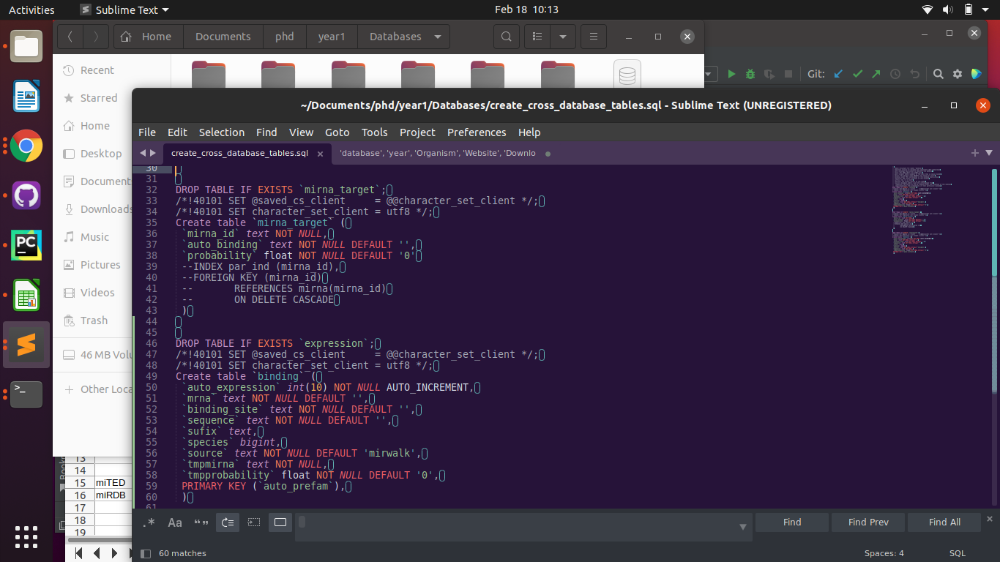 Activities
Sublime Text
Feb 18 10:13
Home
Documents
phd
year1
Databases
Recent
Starred
Home
Desktop
Document
Downloads
Music
Pictures
Videos
Trash
46 MB Volu
Other Loca
Git:
~/Documents/phd/year1/Databases/create_cross_database_tables.sql - Sublime Text (UNREGISTERED)
File Edit Selection Find View Goto Tools Project Preferences Help
create_cross_database_tables.sql
'database', 'year', 'Organism', 'Website', 'Downlo
30
31
32 DROP TABLE IF EXISTS `mirna_target`;
33 /*!40101 SET @saved_cs_client     = @@character_set_client */;
34 /*!40101 SET character_set_client = utf8 */;
35 Create table `mirna_target` (
36 `mirna_id` text NOT NULL,
37 `auto_binding` text NOT NULL DEFAULT '',
38 `probability` float NOT NULL DEFAULT '0'
39 --INDEX par_ind (mirna_id),
40 --FOREIGN KEY (mirna_id)
41 --       REFERENCES mirna(mirna_id)
42 --       ON DELETE CASCADE
43 )
44
45
46 DROP TABLE IF EXISTS `expression`;
47 /*!40101 SET @saved_cs_client     = @@character_set_client */;
48 /*!40101 SET character_set_client = utf8 */;
49 Create table `binding` (
50 `auto_expression` int(10) NOT NULL AUTO_INCREMENT,
51 `mrna` text NOT NULL DEFAULT '',
52 `binding_site` text NOT NULL DEFAULT '',
53 `sequence` text NOT NULL DEFAULT '',
54 `sufix` text,
55 `species` bigint,
56 `source` text NOT NULL DEFAULT 'mirwalk',
57 `tmpmirna` text NOT NULL,
58 `tmpprobability` float NOT NULL DEFAULT '0',
59 PRIMARY KEY (`auto_prefam`),
60 )
61
13
14
15 miTED
16 miRDB
17
18
19
PC
>_
.*
Aa
Find
Find Prev
Find All
60 matches
Spaces: 4
SQL